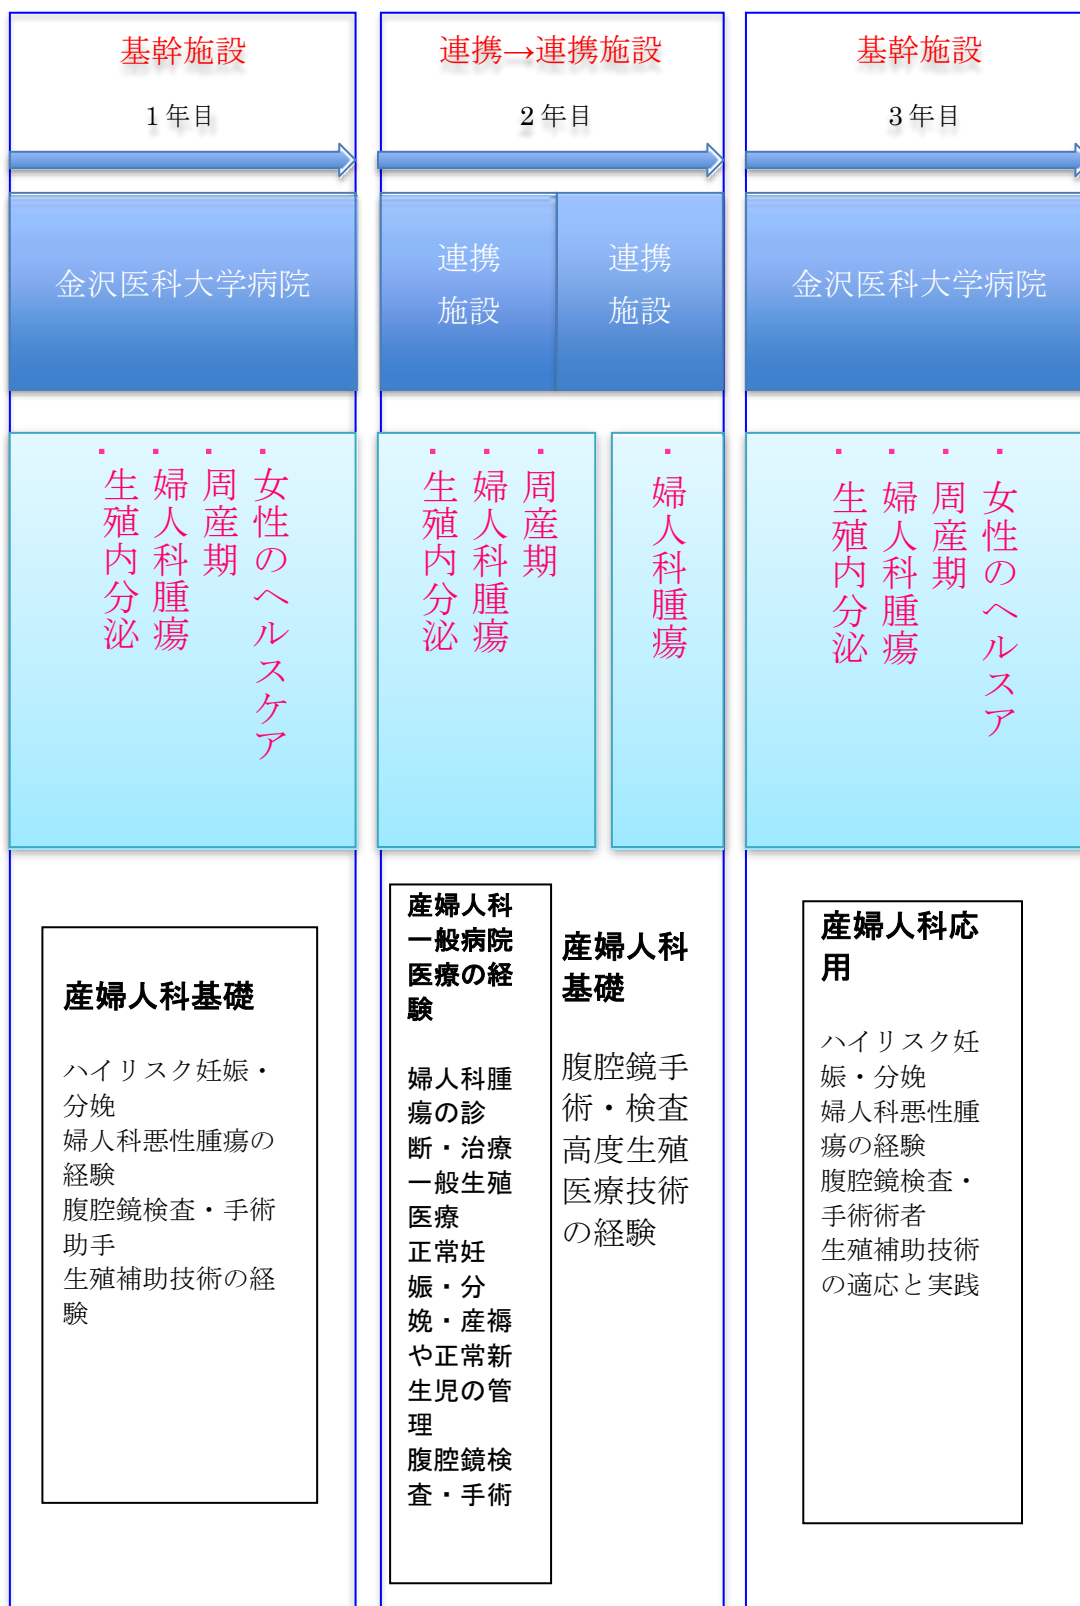 基幹施設
1年目
金沢医科大学病院
・女性のヘルスケア
・周産期
・婦人科腫瘍
・生殖内分泌
産婦人科基礎
ハイリスク妊娠・
分娩
婦人科悪性腫瘍の
経験
腹腔鏡検査・手術
助手
生殖補助技術の経
験
連携→連携施設
2年目
連携
施設
連携
施設
・周産期
・婦人科腫瘍
・生殖内分泌
・婦人科腫瘍
産婦人科
一般病院
医療の経
験
婦人科腫
瘍の診
断・治療
一般生殖
医療
正常妊
娠・分
娩・産褥
や正常新
生児の管
理
腹腔鏡検
査・手術
産婦人科
基礎
腹腔鏡手
術・検査
高度生殖
医療技術
の経験
基幹施設
3年目
金沢医科大学病院
・女性のヘルスア
・周産期
・婦人科腫瘍
・生殖内分泌
産婦人科応
用
ハイリスク妊
娠・分娩
婦人科悪性腫
瘍の経験
腹腔鏡検査・
手術術者
生殖補助技術
の適応と実践